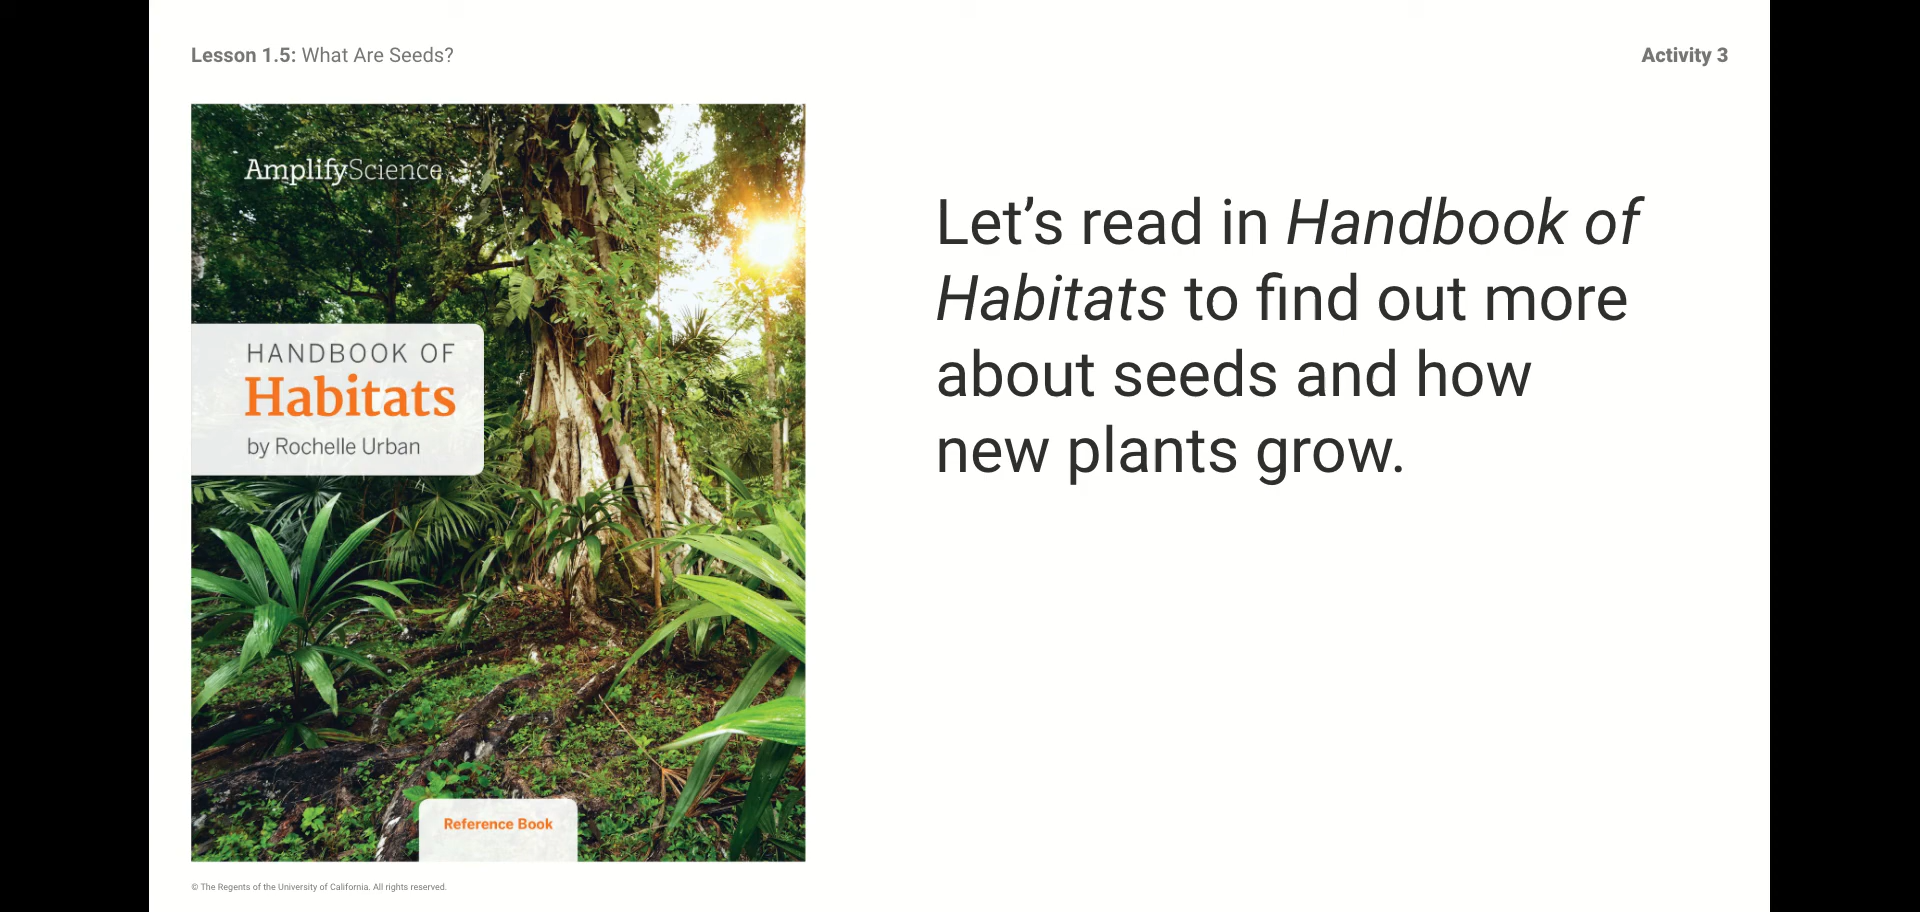 Lesson 1.5: What Are Seeds?
Activity 3
AmplifyScience
HANDBOOK OF
Habitats
by Rochelle Urban
Reference Book
Let’s read in Handbook of
Habitats to find out more
about seeds and how
new plants grow.
© The Regents of the University of California. All rights reserved.